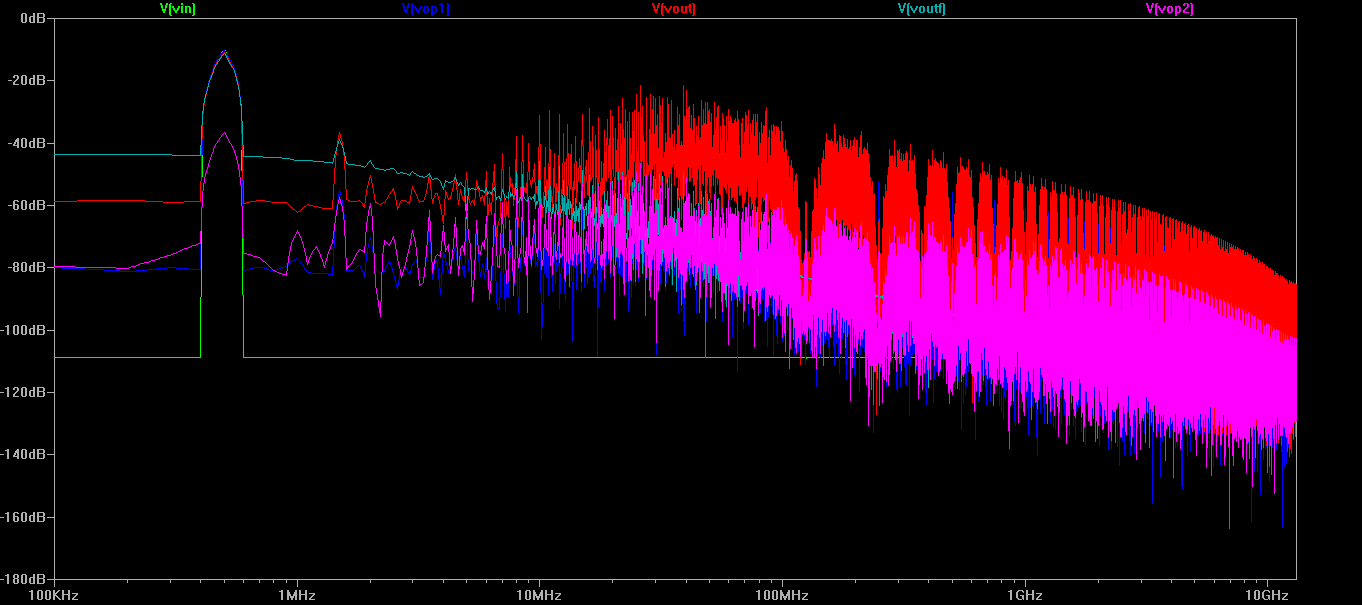 V(vin) V(vop1) V(vout) V(voutf) V(vop2)
0dB
-20dB
-40dB
-60dB
-80dB
-100dB
-120dB
-140dB
-160dB
-180dB
100KHz 1MHz 10MHz 100MHz 1GHz 10GHz